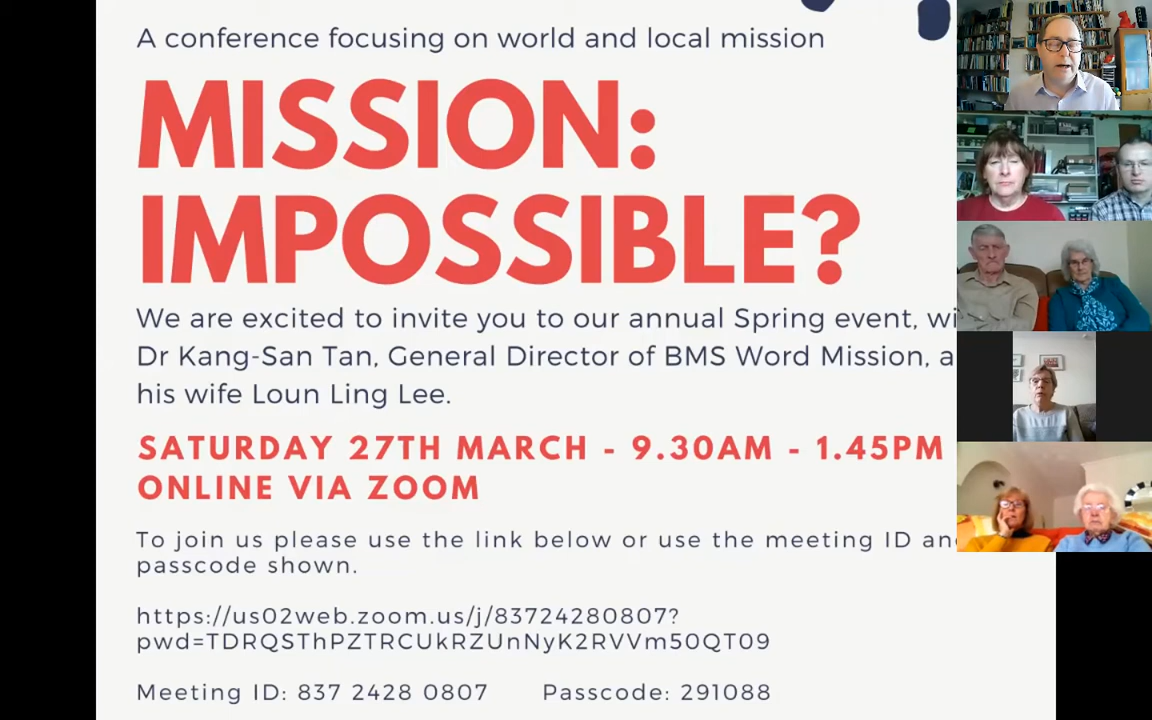 A conference focusing on world and local mission
MISSION:
IMPOSSIBLE?
We are excited to invite you to our annual Spring event,
Dr Kang-San Tan, General Director of BMS Word Mission,
his wife Loun Ling Lee.
SATURDAY 27TH MARCH - 9.30AM - 1.45PM
ONLINE VIA ZOOM
To join us please use the link below or use the meeting ID
passcode shown.
https://us02web.zoom.us/j/83724280807?
pwd=TDRQSThPZTRCUkRZUnNyK2RVVm50QT09
Meeting ID: 837 2428 0807 Passcode: 291088